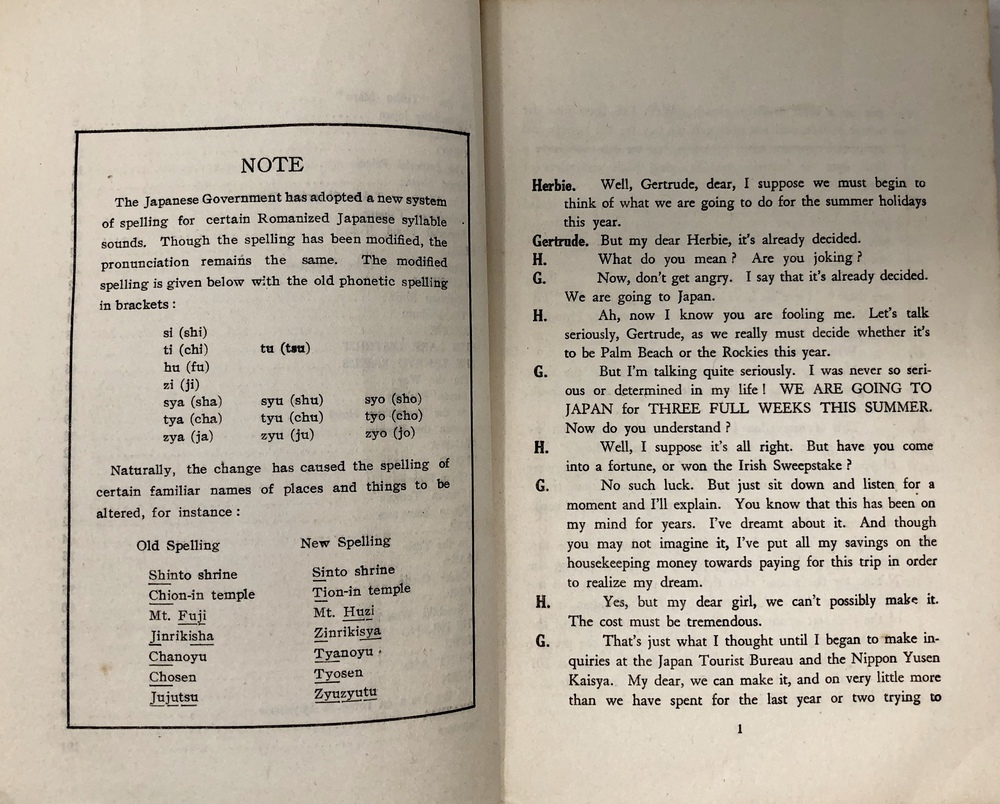 NOTE
The Japanese Government has adopted a new system
of spelling for certain Romanized Japanese syllable
sounds. Though the spelling has been modified, the
pronunciation remains the same. The modified
spelling is given below with the old phonetic spelling
in brackets :
si (shi)
ti (chi) tu (tsu)
hu (fu)
zi (ji)
sya (sha) syu (shu) syo (sho)
tya (cha) tyu (chu) tyo (cho)
zya (ja) zyu (ju) zyo (jo)
Naturally, the change has caused the spelling of
certain familiar names of places and things to be
altered, for instance :
Old Spelling New Spelling
Shinto shrine Sinto shrine
Chion-in temple Tion-in temple
Mt. Fuji Mt. Huzi
Jinrikisha Zinrikisya
Chanoyu Tyanoyu
Chosen Tyosen
Jujutsu Zyuzyutu
Herbie. Well, Gertrude, dear, I suppose we must begin to
think of what we are going to do for the summer holidays
this year.
Gertrude. But my dear Herbie, it's already decided.
H. What do you mean ? Are you joking ?
G. Now, don't get angry. I say that it's already decided.
We are going to Japan.
H. Ah, now I know you are fooling me. Let's talk
seriously, Gertrude, as we really must decide whether it's
to be Palm Beach or the Rockies this year.
G. But I'm talking quite seriously. I was never so seri-
ous or determined in my life ! WE ARE GOING TO
JAPAN for THREE FULL WEEKS THIS SUMMER.
Now do you understand ?
H. Well, I suppose it's all right. But have you come
into a fortune, or won the Irish Sweepstake ?
G. No such luck. But just sit down and listen for a
moment and I'll explain. You know that this has been on
my mind for years. I've dreamt about it. And though
you may not imagine it, I've put all my savings on the
housekeeping money towards paying for this trip in order
to realize my dream.
H. Yes, but my dear girl, we can't possibly make it.
The cost must be tremendous.
G. That's just what I thought until I began to make in-
quiries at the Japan Tourist Bureau and the Nippon Yusen
Kaisya. My dear, we can make it, and on very little more
than we have spent for the last year or two trying to
1